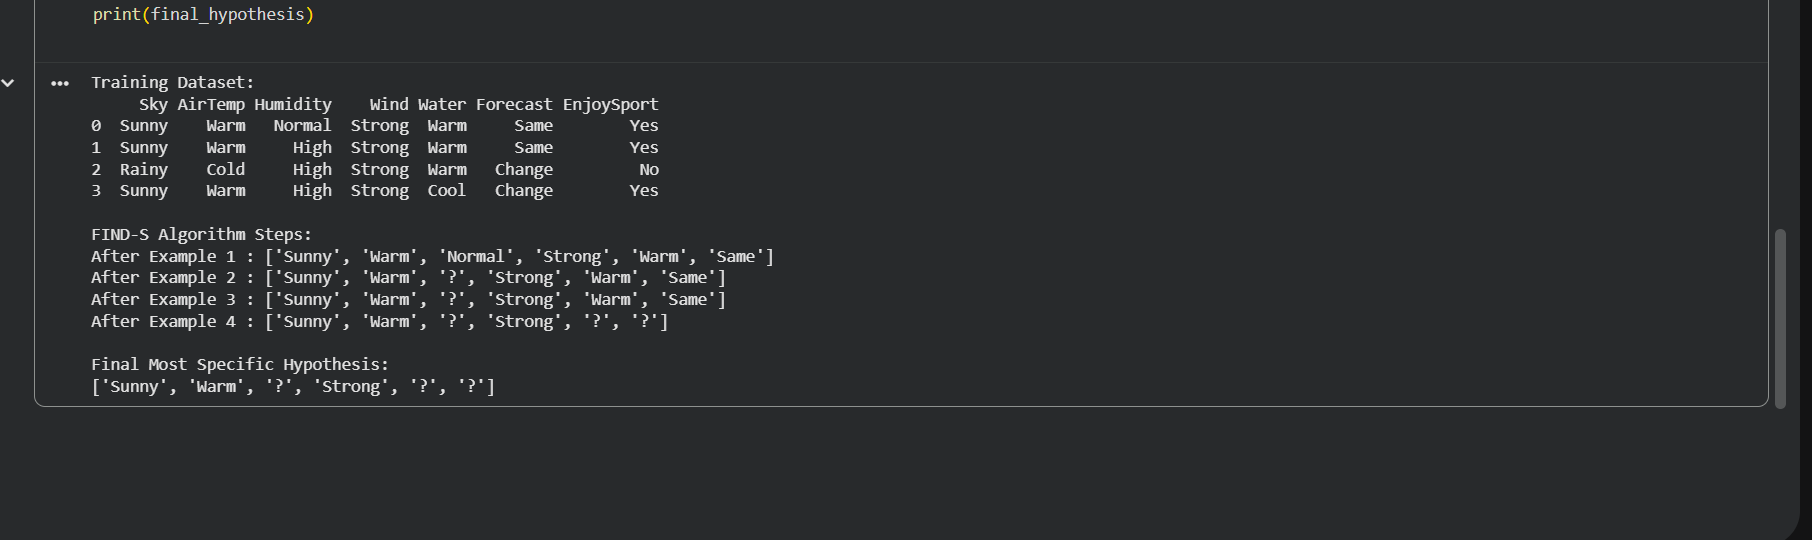 print(final_hypothesis)
Training Dataset:
     Sky AirTemp Humidity    Wind Water Forecast EnjoySport
0  Sunny    Warm   Normal  Strong  Warm     Same        Yes
1  Sunny    Warm     High  Strong  Warm     Same        Yes
2  Rainy    Cold     High  Strong  Warm   Change         No
3  Sunny    Warm     High  Strong  Cool   Change        Yes
FIND-S Algorithm Steps:
After Example 1 : ['Sunny', 'Warm', 'Normal', 'Strong', 'Warm', 'Same']
After Example 2 : ['Sunny', 'Warm', '?', 'Strong', 'Warm', 'Same']
After Example 3 : ['Sunny', 'Warm', '?', 'Strong', 'Warm', 'Same']
After Example 4 : ['Sunny', 'Warm', '?', 'Strong', '?', '?']
Final Most Specific Hypothesis:
['Sunny', 'Warm', '?', 'Strong', '?', '?']